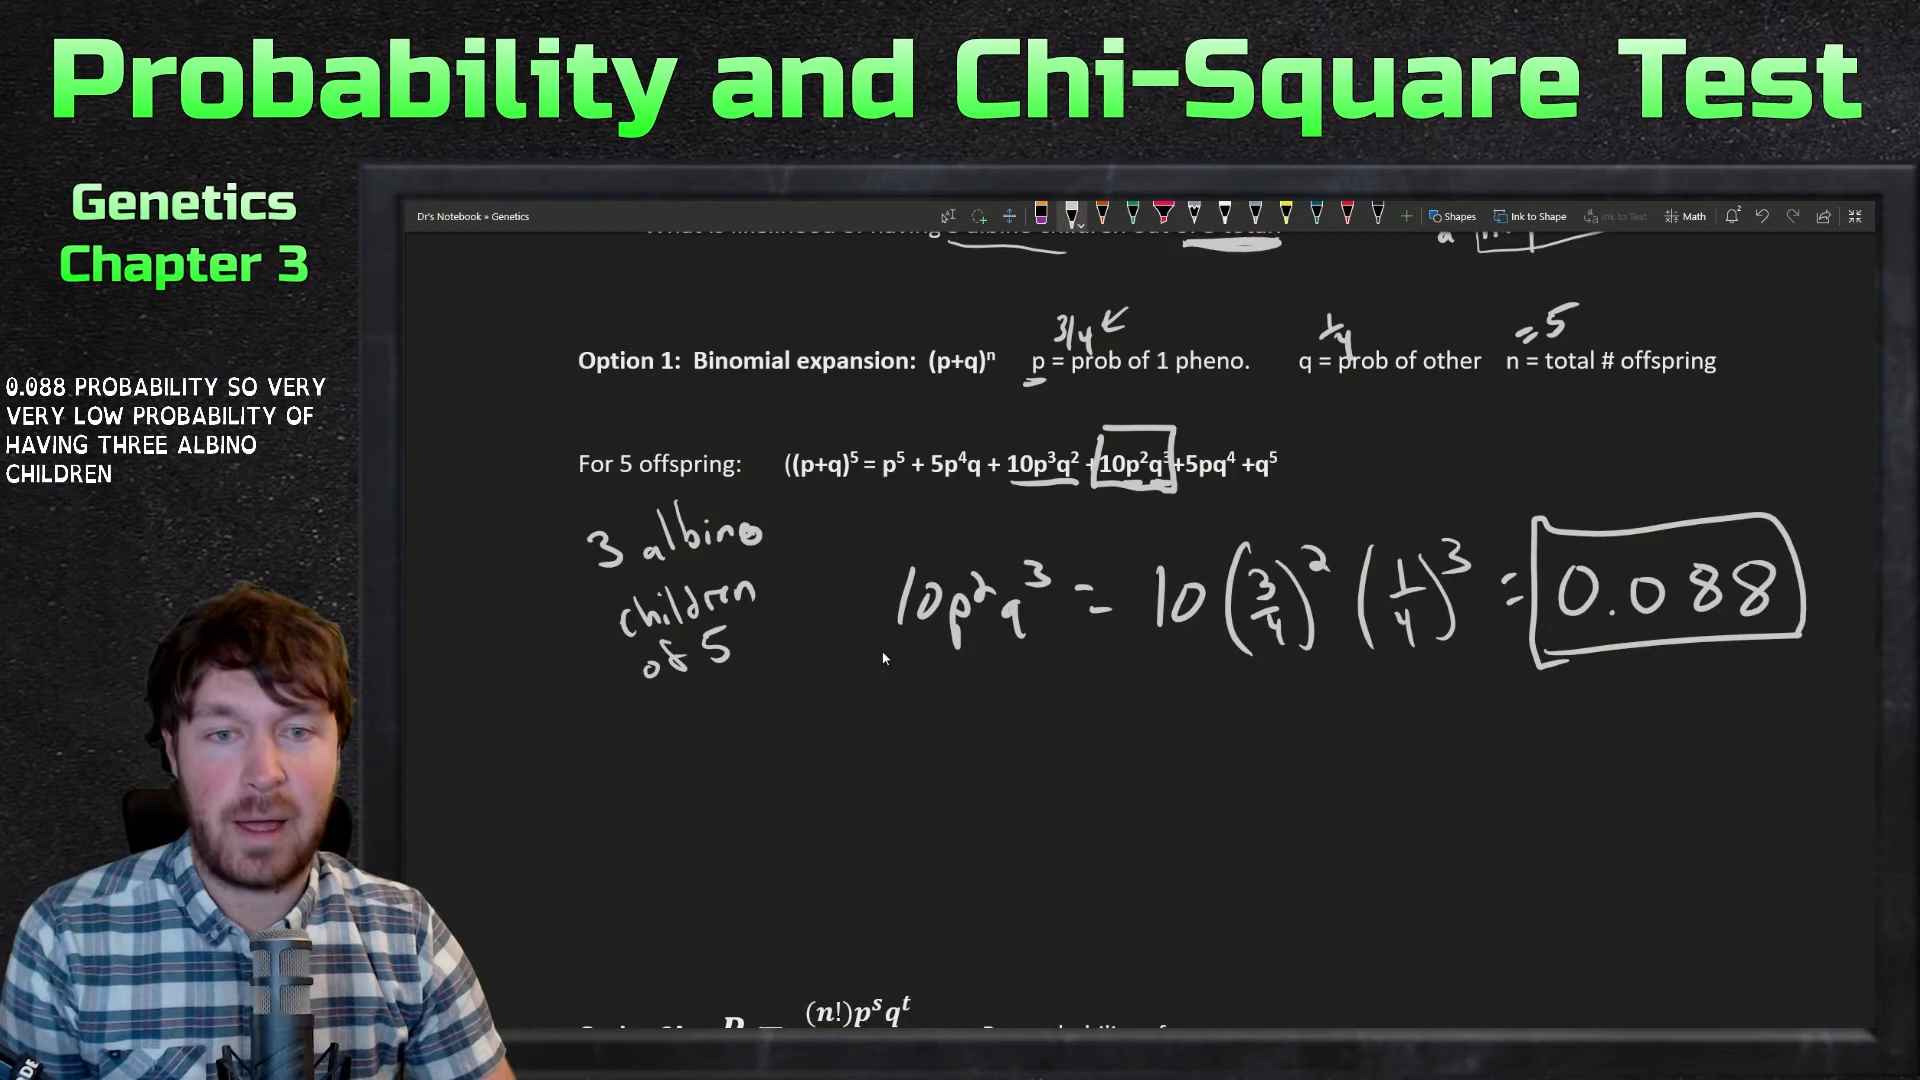 Probability and Chi-Square Test
Genetics
Chapter 3
0.088 PROBABILITY SO VERY
VERY LOW PROBABILITY OF
HAVING THREE ALBINO
CHILDREN
Dr's Notebook » Genetics
Shapes
Ink to Shape
Ink to Text
Math
a
3/4
1/4
= 5
Option 1: Binomial expansion: (p+q)ⁿ p = prob of 1 pheno. q = prob of other n = total # offspring
For 5 offspring: ((p+q)⁵ = p⁵ + 5p⁴q + 10p³q² +10p²q³+5pq⁴ +q⁵
3 albino
children
of 5
10p²q³ = 10 (3/4)² (1/4)³ = 0.088
(n!)pˢqᵗ